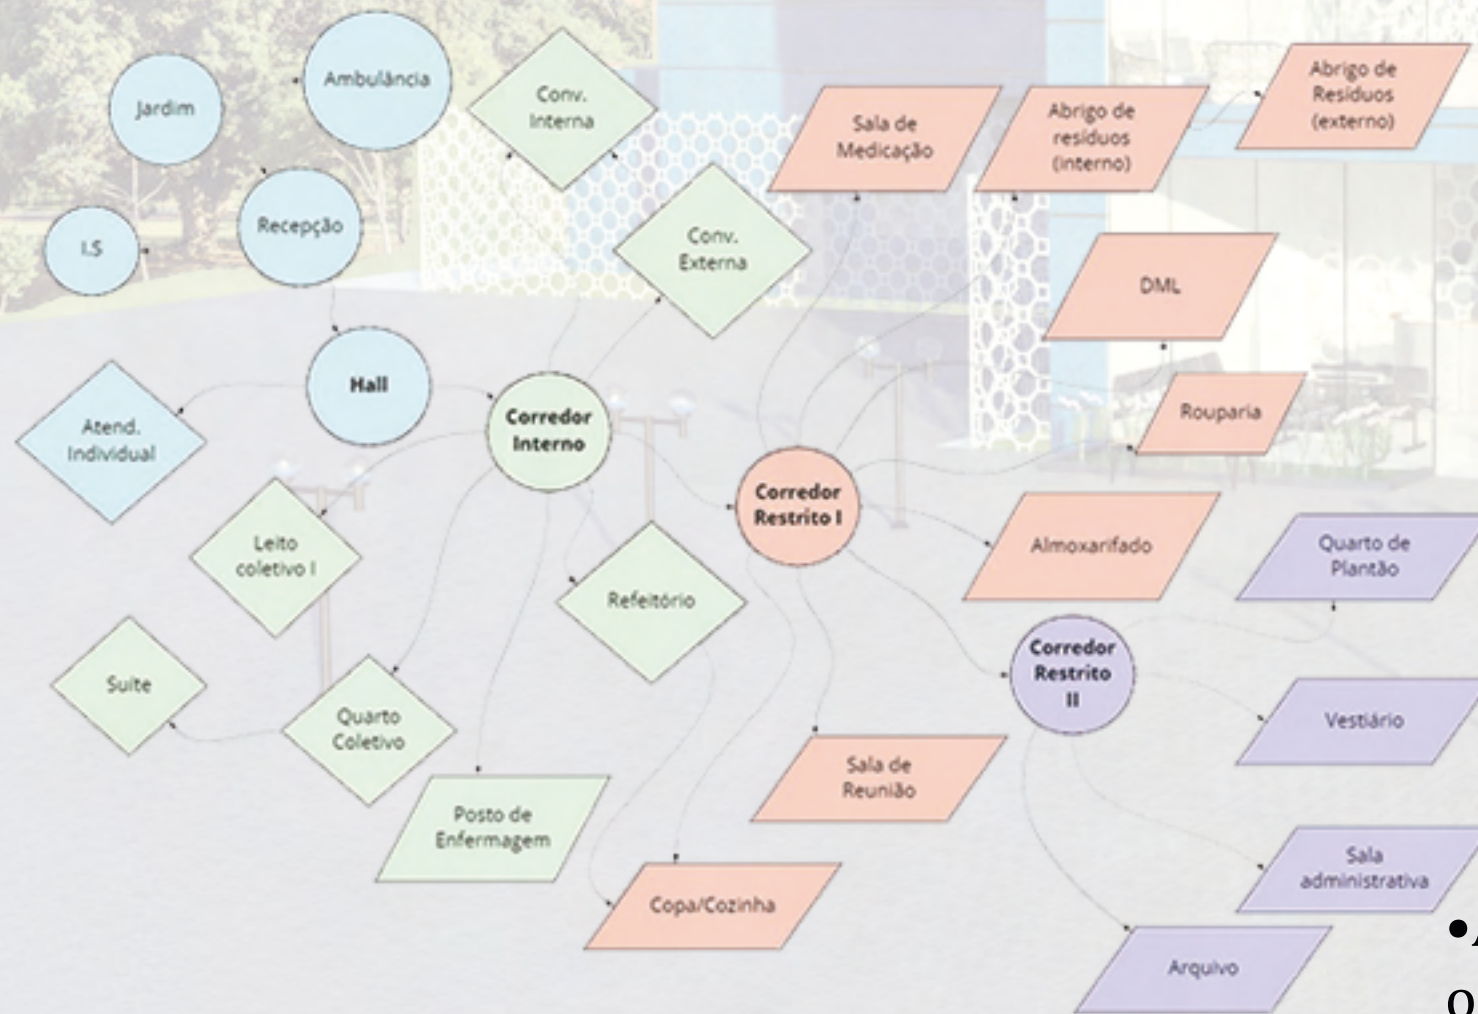 Jardim
Ambulância
Conv.
Interna
Sala de
Medicação
Abrigo de
resíduos
(interno)
Abrigo de
Resíduos
(externo)
I.S
Recepção
Conv.
Externa
DML
Hall
Atend.
Individual
Corredor
Interno
Rouparia
Corredor
Restrito I
Leito
coletivo I
Refeitório
Almoxarifado
Quarto de
Plantão
Suíte
Quarto
Coletivo
Corredor
Restrito
II
Vestiário
Posto de
Enfermagem
Sala de
Reunião
Copa/Cozinha
Sala
administrativa
Arquivo
•
o